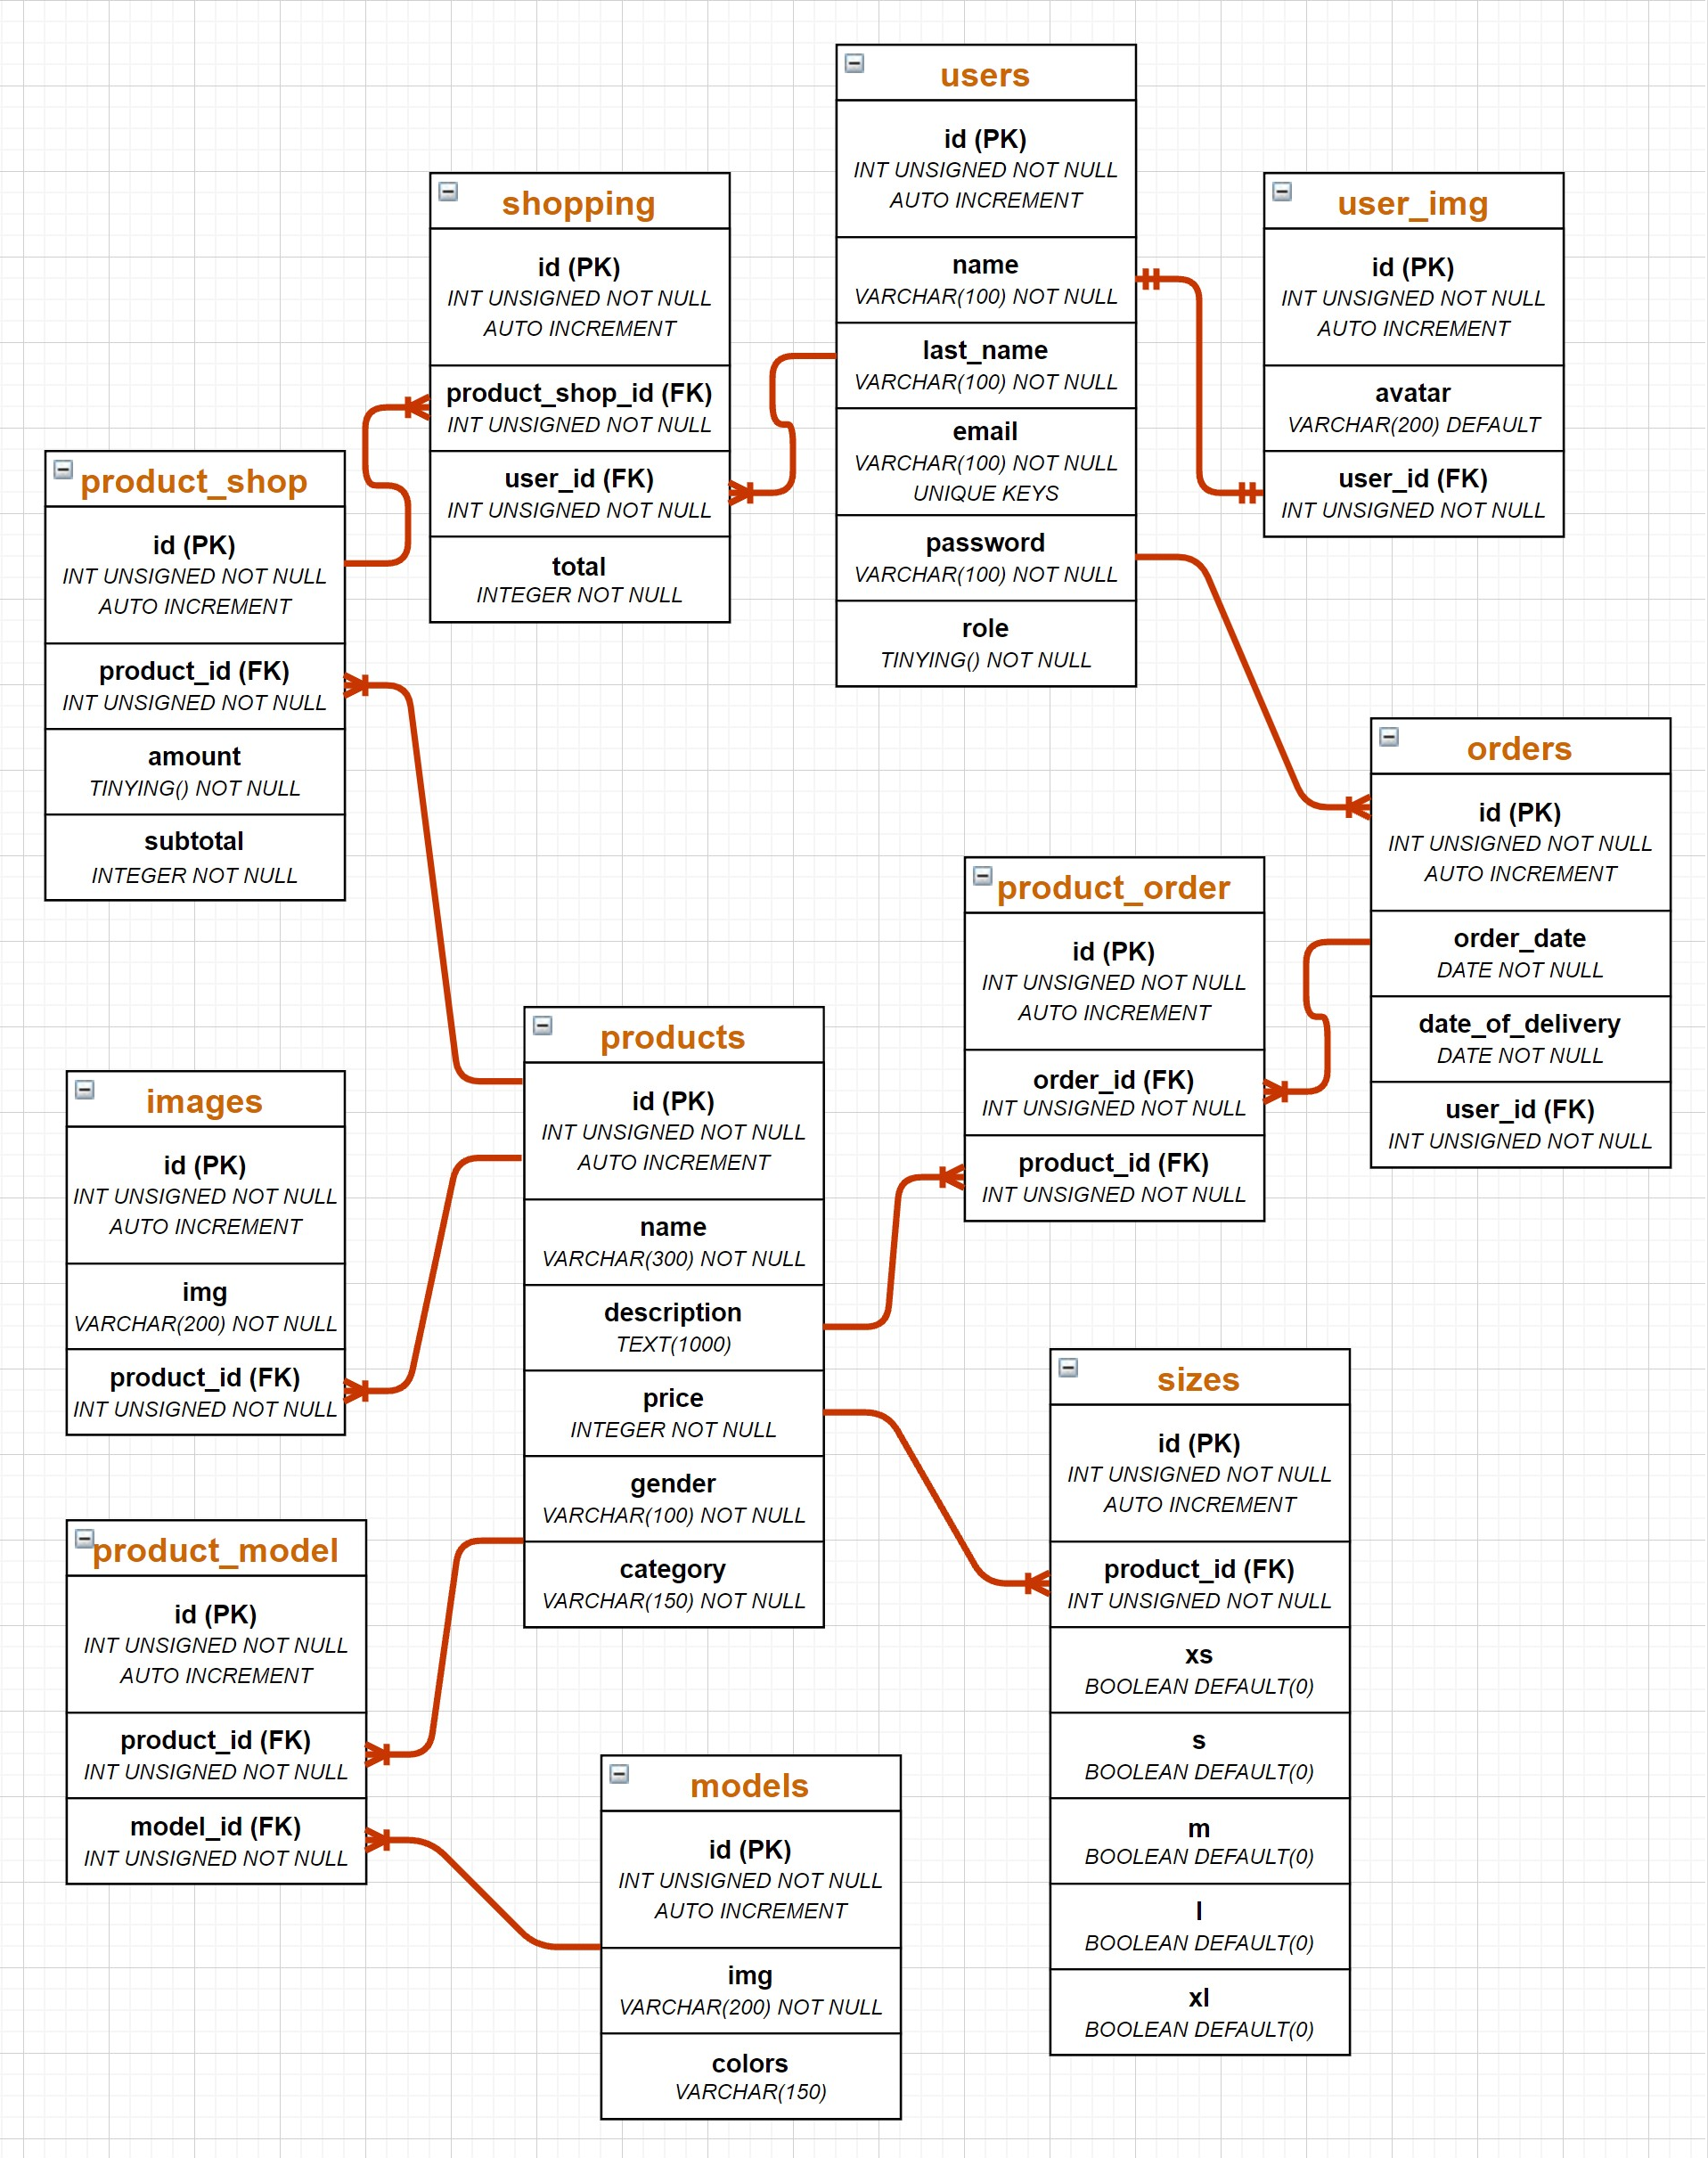 users
id (PK)
INT UNSIGNED NOT NULL
AUTO INCREMENT
name
VARCHAR(100) NOT NULL
last_name
VARCHAR(100) NOT NULL
email
VARCHAR(100) NOT NULL
UNIQUE KEYS
password
VARCHAR(100) NOT NULL
role
TINYING() NOT NULL
shopping
id (PK)
INT UNSIGNED NOT NULL
AUTO INCREMENT
product_shop_id (FK)
INT UNSIGNED NOT NULL
user_id (FK)
INT UNSIGNED NOT NULL
total
INTEGER NOT NULL
user_img
id (PK)
INT UNSIGNED NOT NULL
AUTO INCREMENT
avatar
VARCHAR(200) DEFAULT
user_id (FK)
INT UNSIGNED NOT NULL
product_shop
id (PK)
INT UNSIGNED NOT NULL
AUTO INCREMENT
product_id (FK)
INT UNSIGNED NOT NULL
amount
TINYING() NOT NULL
subtotal
INTEGER NOT NULL
orders
id (PK)
INT UNSIGNED NOT NULL
AUTO INCREMENT
order_date
DATE NOT NULL
date_of_delivery
DATE NOT NULL
user_id (FK)
INT UNSIGNED NOT NULL
product_order
id (PK)
INT UNSIGNED NOT NULL
AUTO INCREMENT
order_id (FK)
INT UNSIGNED NOT NULL
product_id (FK)
INT UNSIGNED NOT NULL
products
id (PK)
INT UNSIGNED NOT NULL
AUTO INCREMENT
name
VARCHAR(300) NOT NULL
description
TEXT(1000)
price
INTEGER NOT NULL
gender
VARCHAR(100) NOT NULL
category
VARCHAR(150) NOT NULL
images
id (PK)
INT UNSIGNED NOT NULL
AUTO INCREMENT
img
VARCHAR(200) NOT NULL
product_id (FK)
INT UNSIGNED NOT NULL
sizes
id (PK)
INT UNSIGNED NOT NULL
AUTO INCREMENT
product_id (FK)
INT UNSIGNED NOT NULL
xs
BOOLEAN DEFAULT(0)
s
BOOLEAN DEFAULT(0)
m
BOOLEAN DEFAULT(0)
l
BOOLEAN DEFAULT(0)
xl
BOOLEAN DEFAULT(0)
product_model
id (PK)
INT UNSIGNED NOT NULL
AUTO INCREMENT
product_id (FK)
INT UNSIGNED NOT NULL
model_id (FK)
INT UNSIGNED NOT NULL
models
id (PK)
INT UNSIGNED NOT NULL
AUTO INCREMENT
img
VARCHAR(200) NOT NULL
colors
VARCHAR(150)